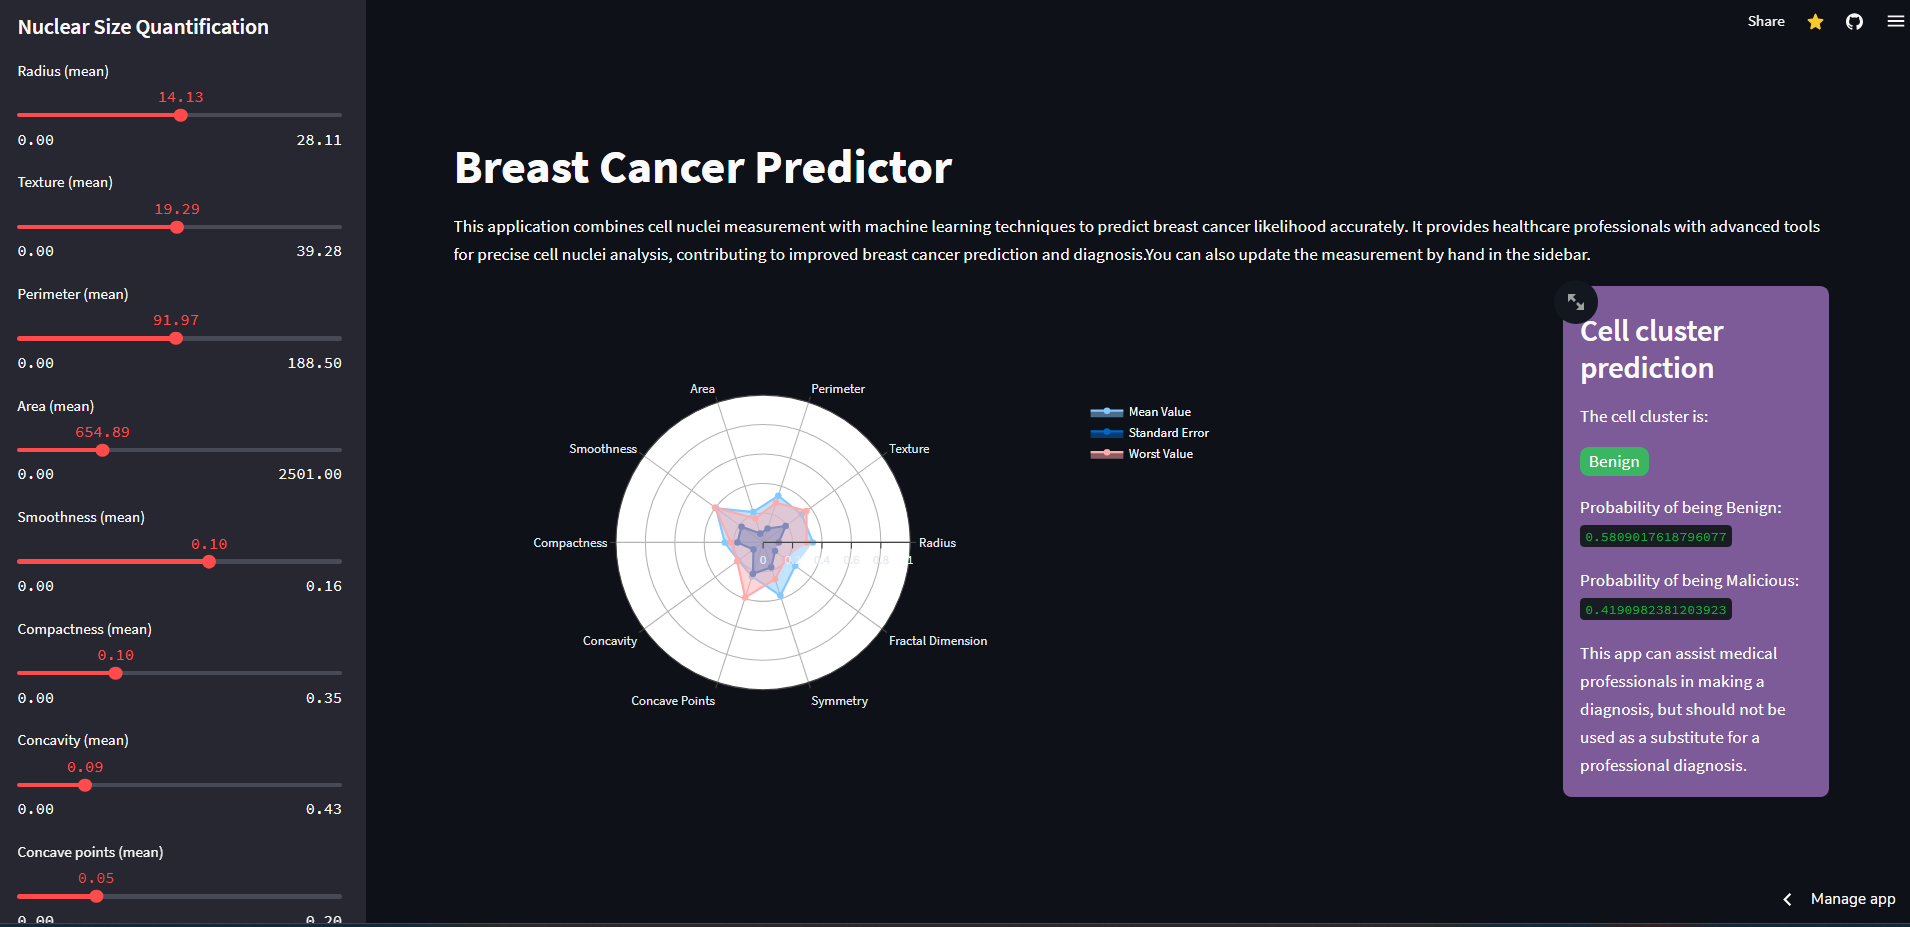 Nuclear Size Quantification
Radius (mean)
14.13
0.00 28.11
Texture (mean)
19.29
0.00 39.28
Perimeter (mean)
91.97
0.00 188.50
Area (mean)
654.89
0.00 2501.00
Smoothness (mean)
0.10
0.00 0.16
Compactness (mean)
0.10
0.00 0.35
Concavity (mean)
0.09
0.00 0.43
Concave points (mean)
0.05
0.00 0.20
Share
Breast Cancer Predictor
This application combines cell nuclei measurement with machine learning techniques to predict breast cancer likelihood accurately. It provides healthcare professionals with advanced tools
for precise cell nuclei analysis, contributing to improved breast cancer prediction and diagnosis.You can also update the measurement by hand in the sidebar.
Area Perimeter
Smoothness Texture
Compactness Radius
0 0.2 0.4 0.6 0.8 1
Concavity Fractal Dimension
Concave Points Symmetry
Mean Value
Standard Error
Worst Value
Cell cluster
prediction
The cell cluster is:
Benign
Probability of being Benign:
0.5809017618796077
Probability of being Malicious:
0.4190982381203923
This app can assist medical
professionals in making a
diagnosis, but should not be
used as a substitute for a
professional diagnosis.
Manage app